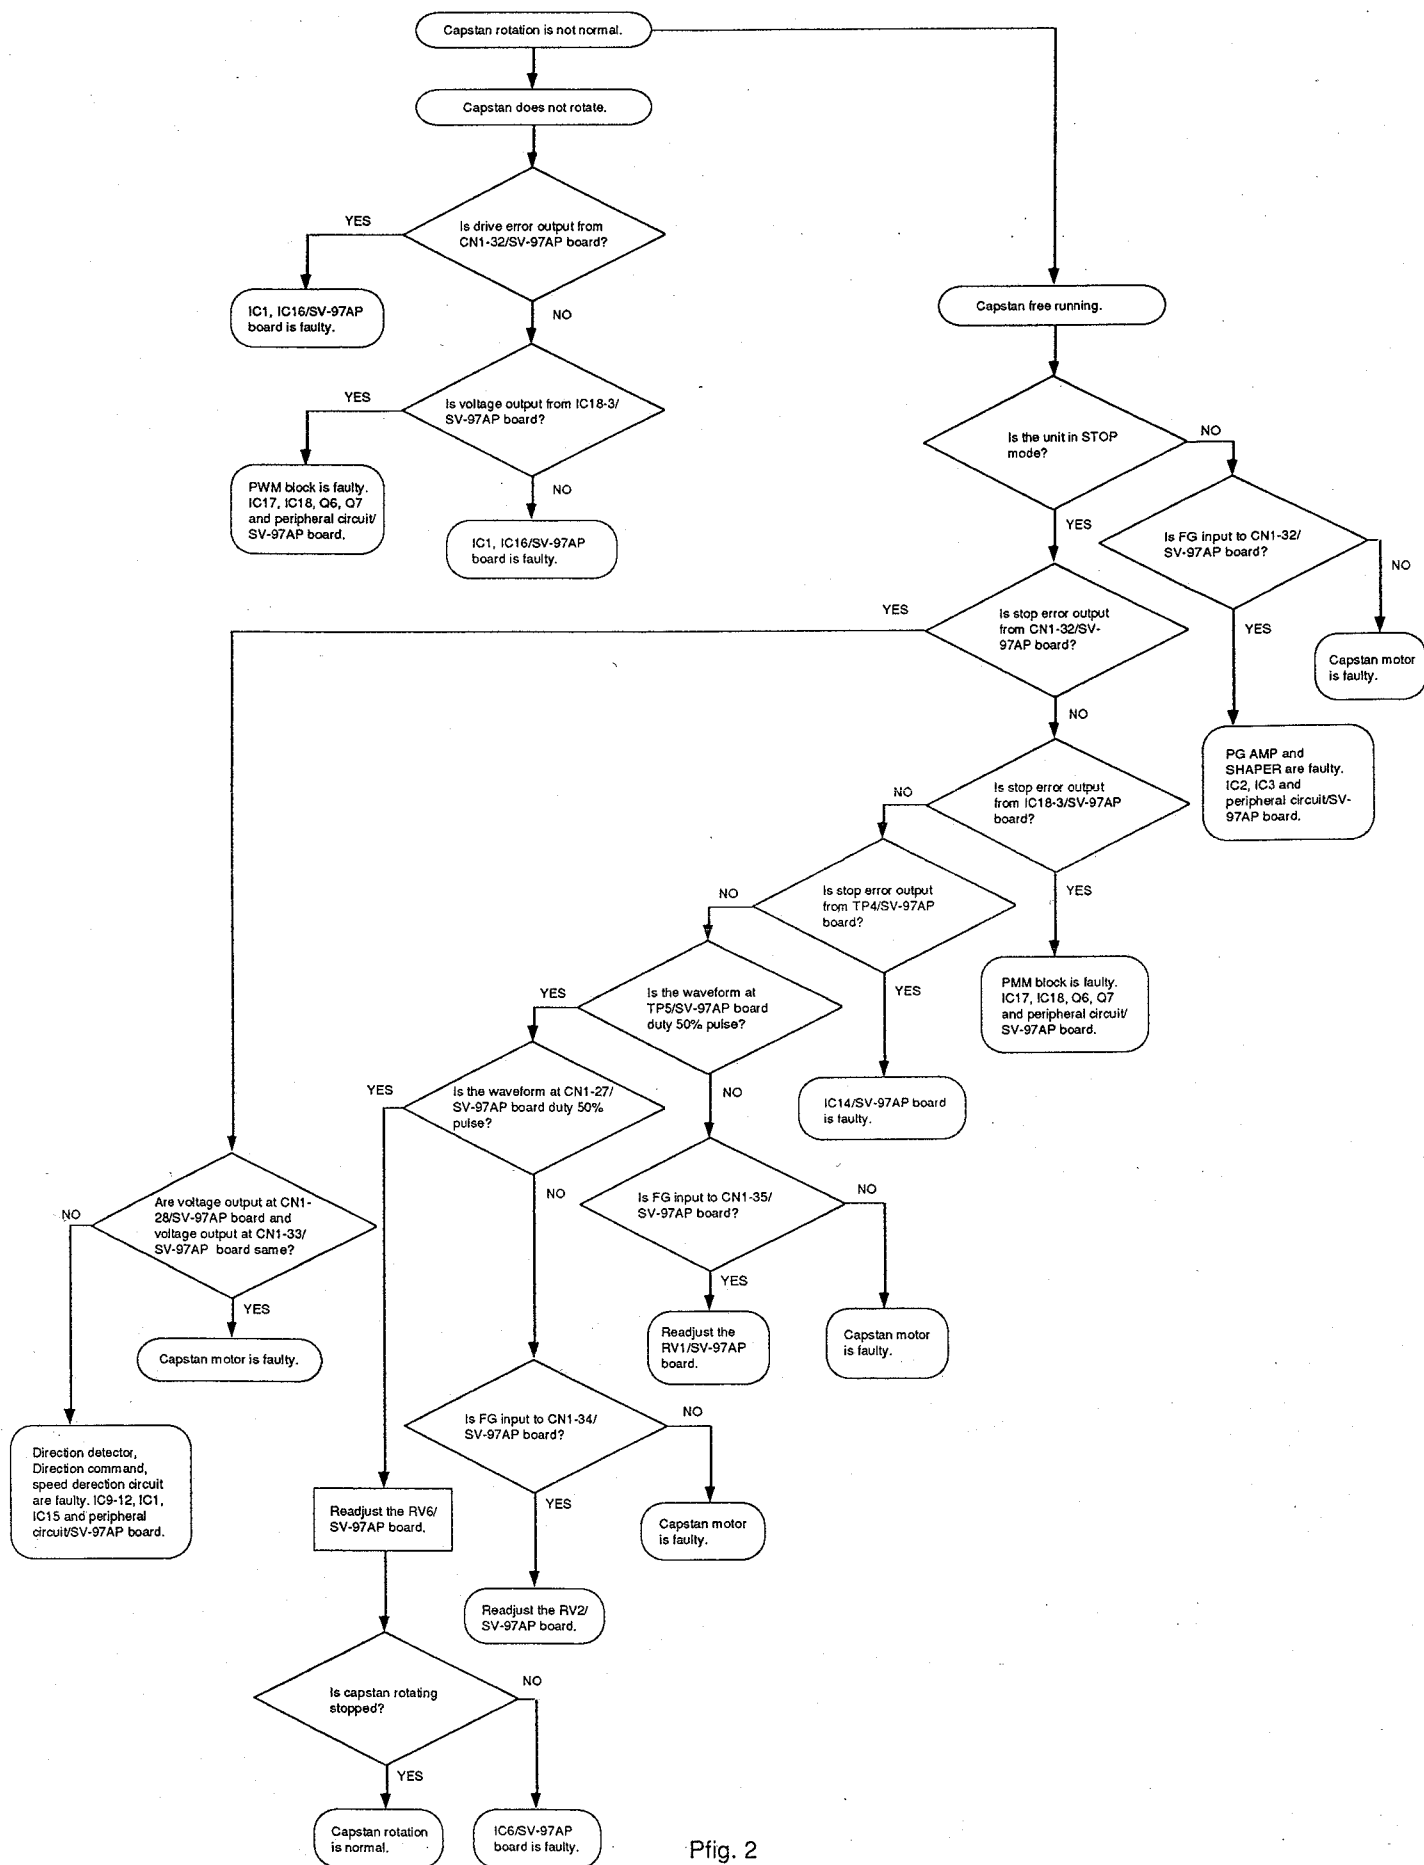 Capstan rotation is not normal.
Capstan does not rotate.
Is drive error output from
CN1-32/SV-97AP board?
YES
IC1, IC16/SV-97AP
board is faulty.
NO
Is voltage output from IC18-3/
SV-97AP board?
YES
PWM block is faulty.
IC17, IC18, Q6, Q7
and peripheral circuit/
SV-97AP board.
NO
IC1, IC16/SV-97AP
board is faulty.
Capstan free running.
Is the unit in STOP
mode?
NO
YES
Is FG input to CN1-32/
SV-97AP board?
NO
YES
Capstan motor
is faulty.
PG AMP and
SHAPER are faulty.
IC2, IC3 and
peripheral circuit/SV-
97AP board.
Is stop error output
from CN1-32/SV-
97AP board?
YES
NO
Is stop error output
from IC18-3/SV-97AP
board?
NO
YES
PMM block is faulty.
IC17, IC18, Q6, Q7
and peripheral circuit/
SV-97AP board.
Is stop error output
from TP4/SV-97AP
board?
NO
YES
IC14/SV-97AP board
is faulty.
Is the waveform at
TP5/SV-97AP board
duty 50% pulse?
YES
NO
Is the waveform at CN1-27/
SV-97AP board duty 50%
pulse?
YES
NO
Is FG input to CN1-35/
SV-97AP board?
NO
YES
Readjust the
RV1/SV-97AP
board.
Capstan motor
is faulty.
Are voltage output at CN1-
28/SV-97AP board and
voltage output at CN1-33/
SV-97AP board same?
NO
YES
Capstan motor is faulty.
Direction detector,
Direction command,
speed derection circuit
are faulty. IC9-12, IC1,
IC15 and peripheral
circuit/SV-97AP board.
Is FG input to CN1-34/
SV-97AP board?
NO
YES
Capstan motor
is faulty.
Readjust the RV2/
SV-97AP board.
Readjust the RV6/
SV-97AP board.
Is capstan rotating
stopped?
NO
YES
Capstan rotation
is normal.
IC6/SV-97AP
board is faulty.
Pfig. 2